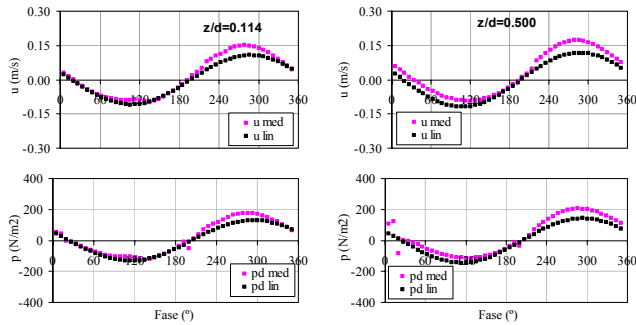 z/d=0.114
0.30
0.15
0.00
-0.15
-0.30
u (m/s)
0 60 120 180 240 300 360
u med
u lin
z/d=0.500
0.30
0.15
0.00
-0.15
-0.30
u (m/s)
0 60 120 180 240 300 360
u med
u lin
400
200
0
-200
-400
p (N/m2)
0 60 120 180 240 300 360
pd med
pd lin
Fase (º)
400
200
0
-200
-400
p (N/m2)
0 60 120 180 240 300 360
pd med
pd lin
Fase (º)